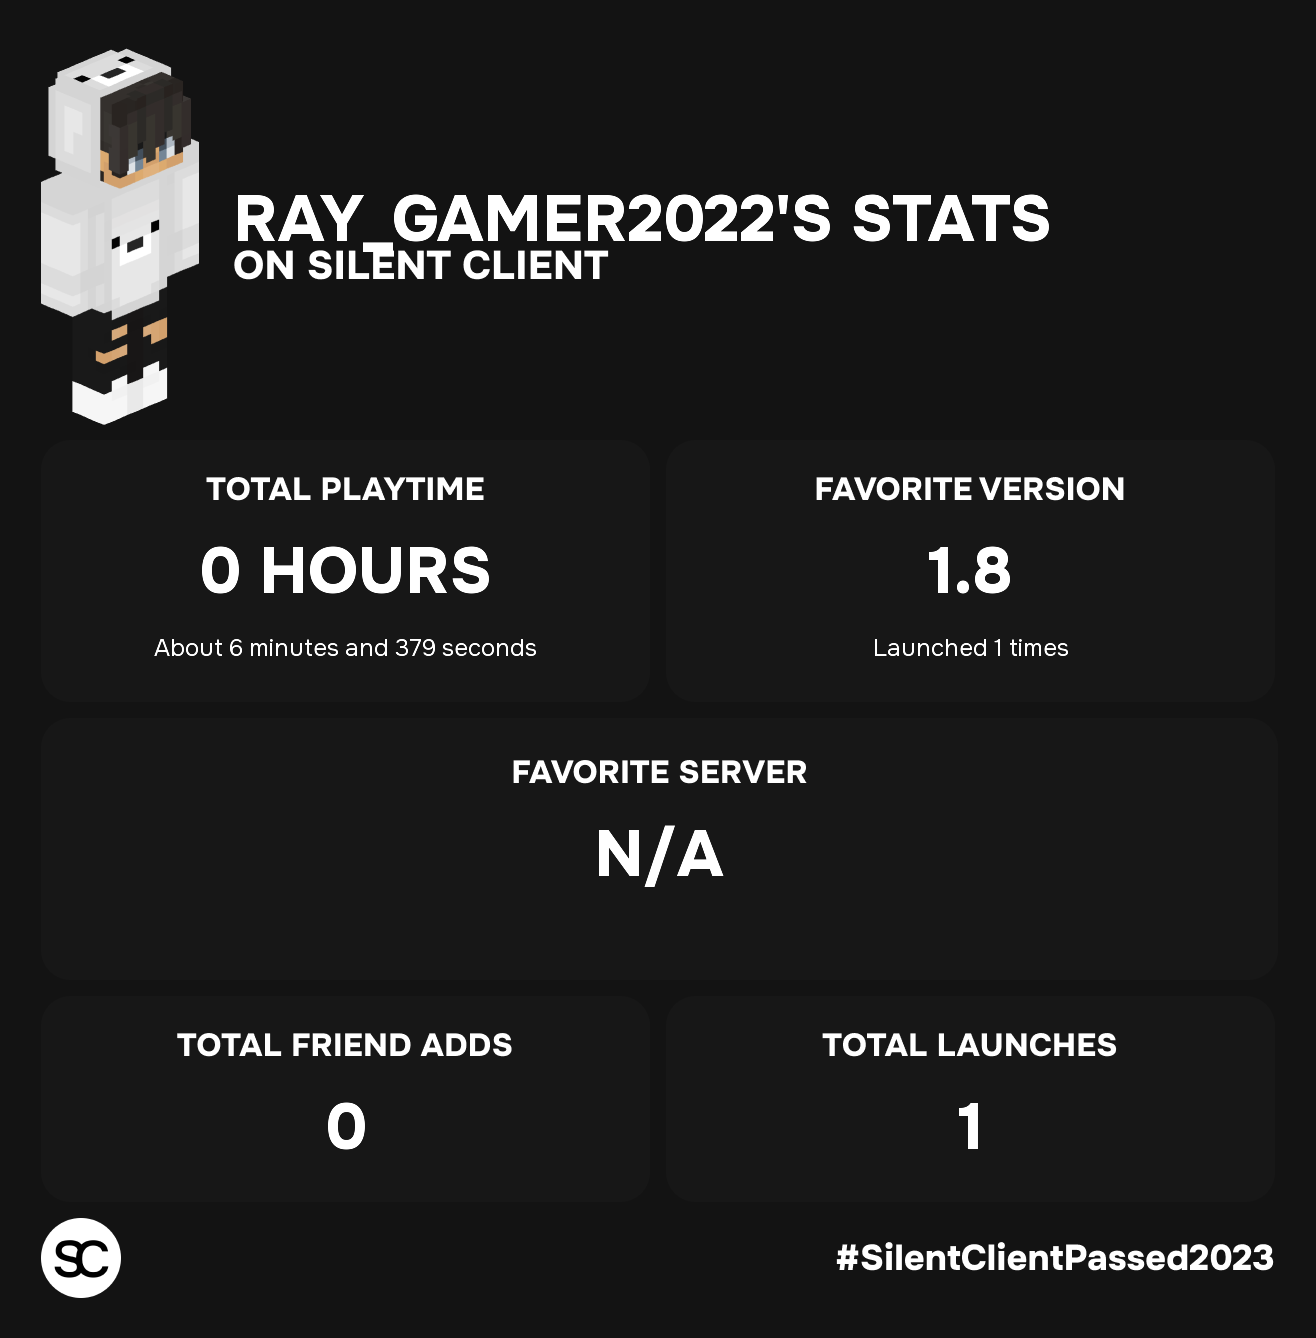 RAY_GAMER2022'S STATS
ON SILENT CLIENT
TOTAL PLAYTIME
0 HOURS
About 6 minutes and 379 seconds
FAVORITE VERSION
1.8
Launched 1 times
FAVORITE SERVER
N/A
TOTAL FRIEND ADDS
0
TOTAL LAUNCHES
1
SC
#SilentClientPassed2023